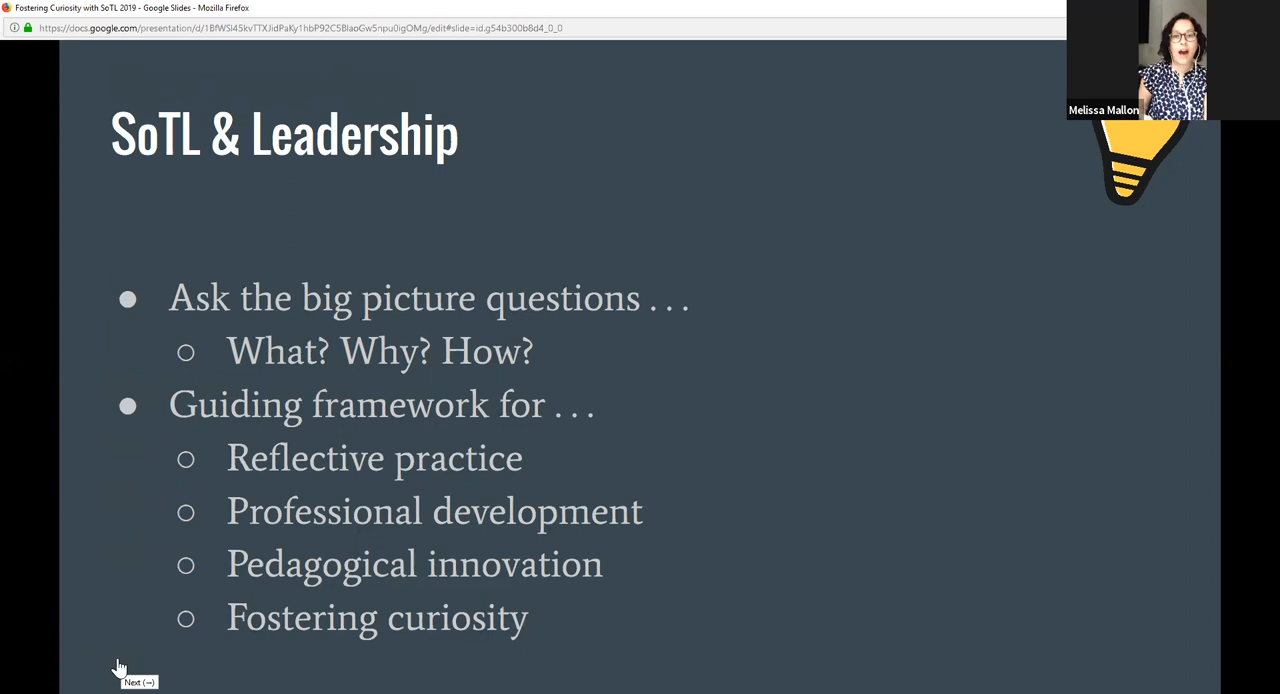 Fostering Curiosity with SoTL 2019 - Google Slides - Mozilla Firefox
Melissa Mallon
SoTL & Leadership
● Ask the big picture questions . . .
○ What? Why? How?
● Guiding framework for . . .
○ Reflective practice
○ Professional development
○ Pedagogical innovation
○ Fostering curiosity
Next (→)